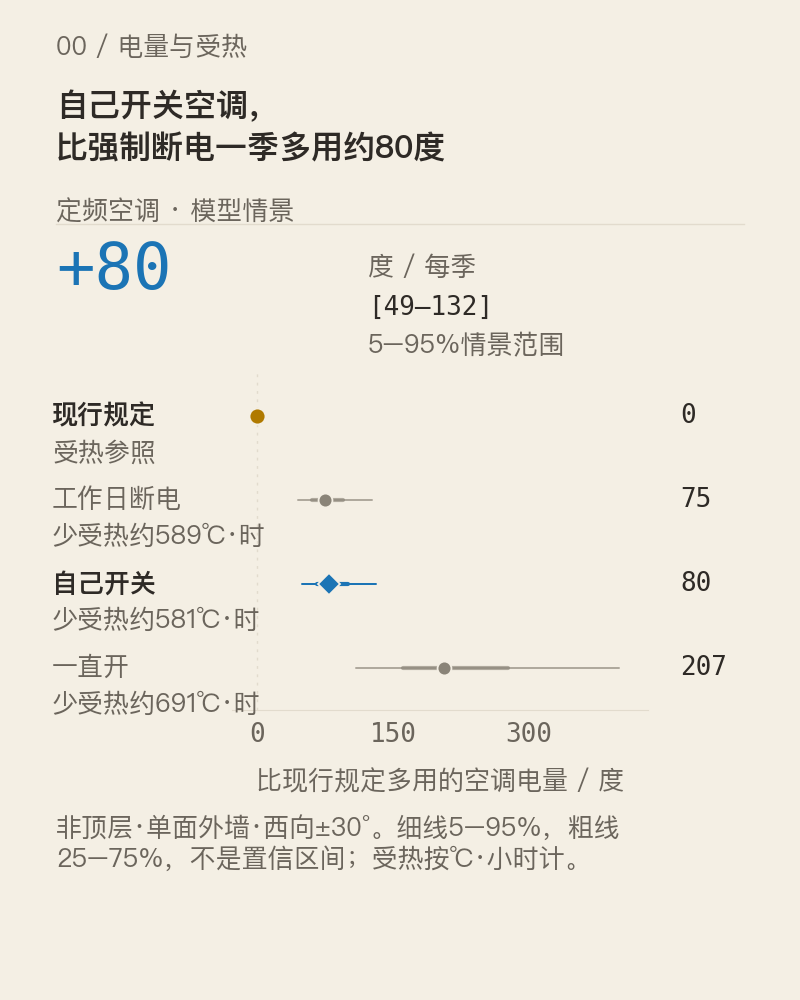 00 / 电量与受热
自己开关空调，
比强制断电一季多用约80度
定频空调 · 模型情景
+80
度 / 每季
[49–132]
5–95%情景范围
现行规定
0
受热参照
工作日断电
75
少受热约589℃·时
自己开关
80
少受热约581℃·时
一直开
207
少受热约691℃·时
0 150 300
比现行规定多用的空调电量 / 度
非顶层·单面外墙·西向±30°。细线5–95%，粗线
25–75%，不是置信区间；受热按℃·小时计。